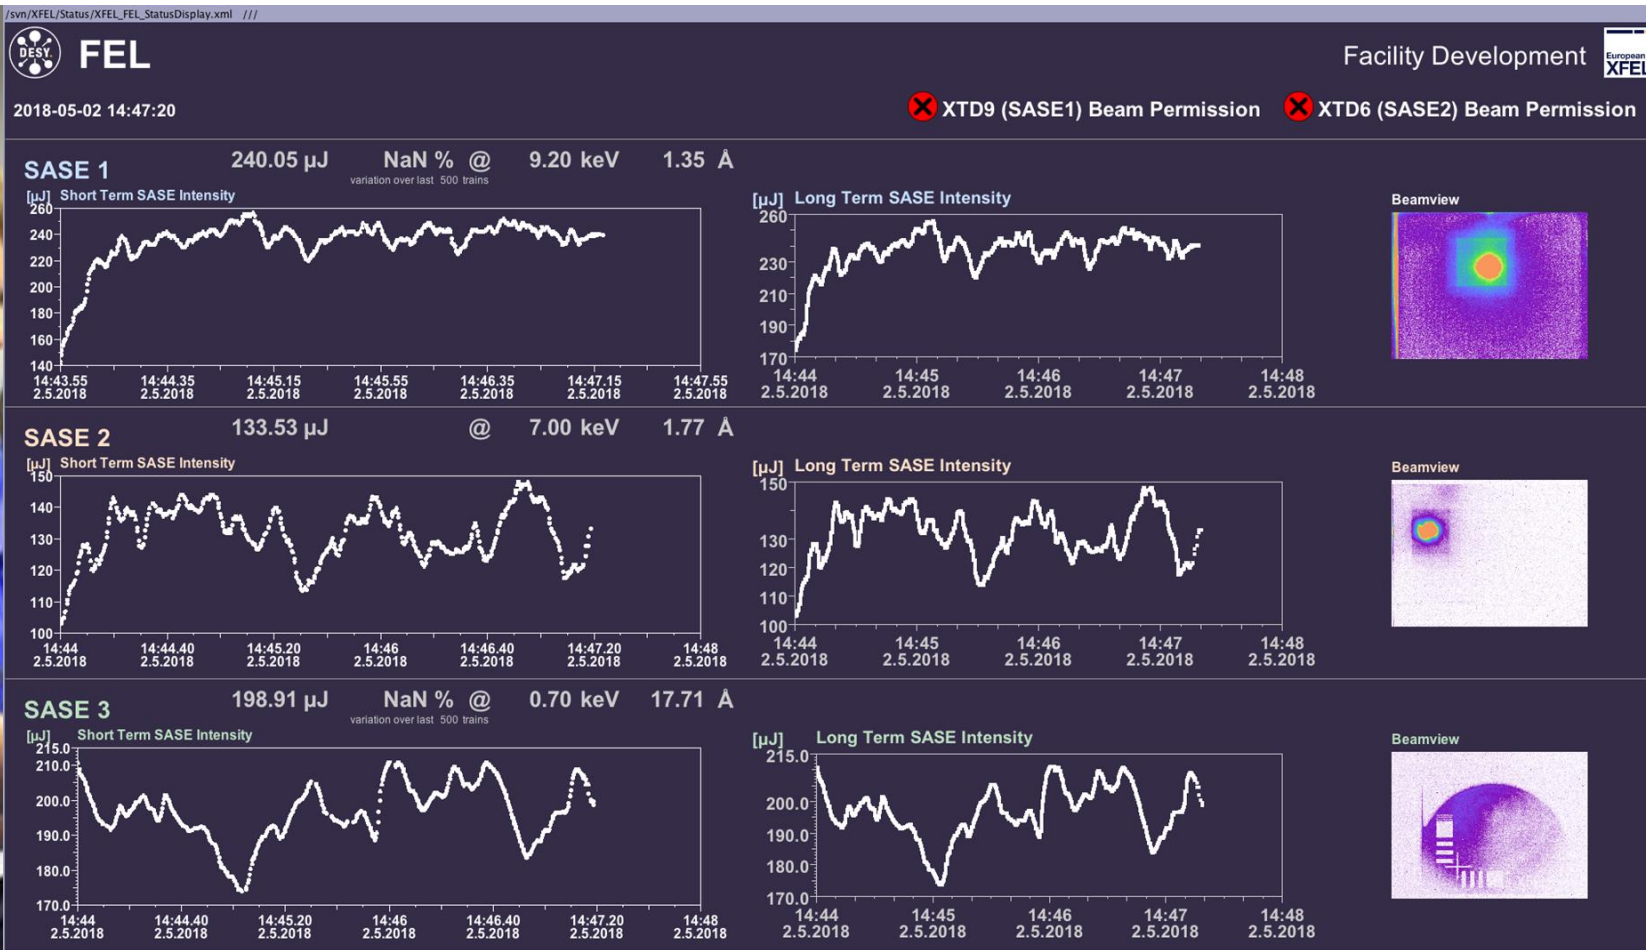 /svn/XFEL/Status/XFEL_FEL_StatusDisplay.xml ///
DESY.
FEL
Facility Development
European
XFEL
2018-05-02 14:47:20
XTD9 (SASE1) Beam Permission
XTD6 (SASE2) Beam Permission
SASE 1
240.05 µJ NaN % @ 9.20 keV 1.35 Å
variation over last 500 trains
[µJ] Short Term SASE Intensity
260
240
220
200
180
160
140
14:43.55 14:44.35 14:45.15 14:45.55 14:46.35 14:47.15 14:47.55
2.5.2018 2.5.2018 2.5.2018 2.5.2018 2.5.2018 2.5.2018 2.5.2018
[µJ] Long Term SASE Intensity
260
230
210
190
170
14:44 14:45 14:46 14:47 14:48
2.5.2018 2.5.2018 2.5.2018 2.5.2018 2.5.2018
Beamview
SASE 2
133.53 µJ @ 7.00 keV 1.77 Å
[µJ] Short Term SASE Intensity
150
140
130
120
110
100
14:44 14:44.40 14:45.20 14:46 14:46.40 14:47.20 14:48
2.5.2018 2.5.2018 2.5.2018 2.5.2018 2.5.2018 2.5.2018 2.5.2018
[µJ] Long Term SASE Intensity
150
130
120
110
100
14:44 14:45 14:46 14:47 14:48
2.5.2018 2.5.2018 2.5.2018 2.5.2018 2.5.2018
Beamview
SASE 3
198.91 µJ NaN % @ 0.70 keV 17.71 Å
variation over last 500 trains
[µJ] Short Term SASE Intensity
215.0
210.0
200.0
190.0
180.0
170.0
14:44 14:44.40 14:45.20 14:46 14:46.40 14:47.20 14:48
2.5.2018 2.5.2018 2.5.2018 2.5.2018 2.5.2018 2.5.2018 2.5.2018
[µJ] Long Term SASE Intensity
215.0
200.0
190.0
180.0
170.0
14:44 14:45 14:46 14:47 14:48
2.5.2018 2.5.2018 2.5.2018 2.5.2018 2.5.2018
Beamview